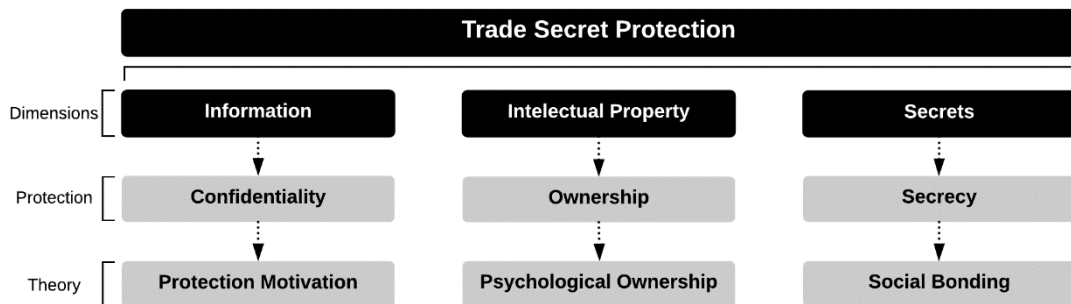 Trade Secret Protection
Dimensions
Information
Intelectual Property
Secrets
Protection
Confidentiality
Ownership
Secrecy
Theory
Protection Motivation
Psychological Ownership
Social Bonding